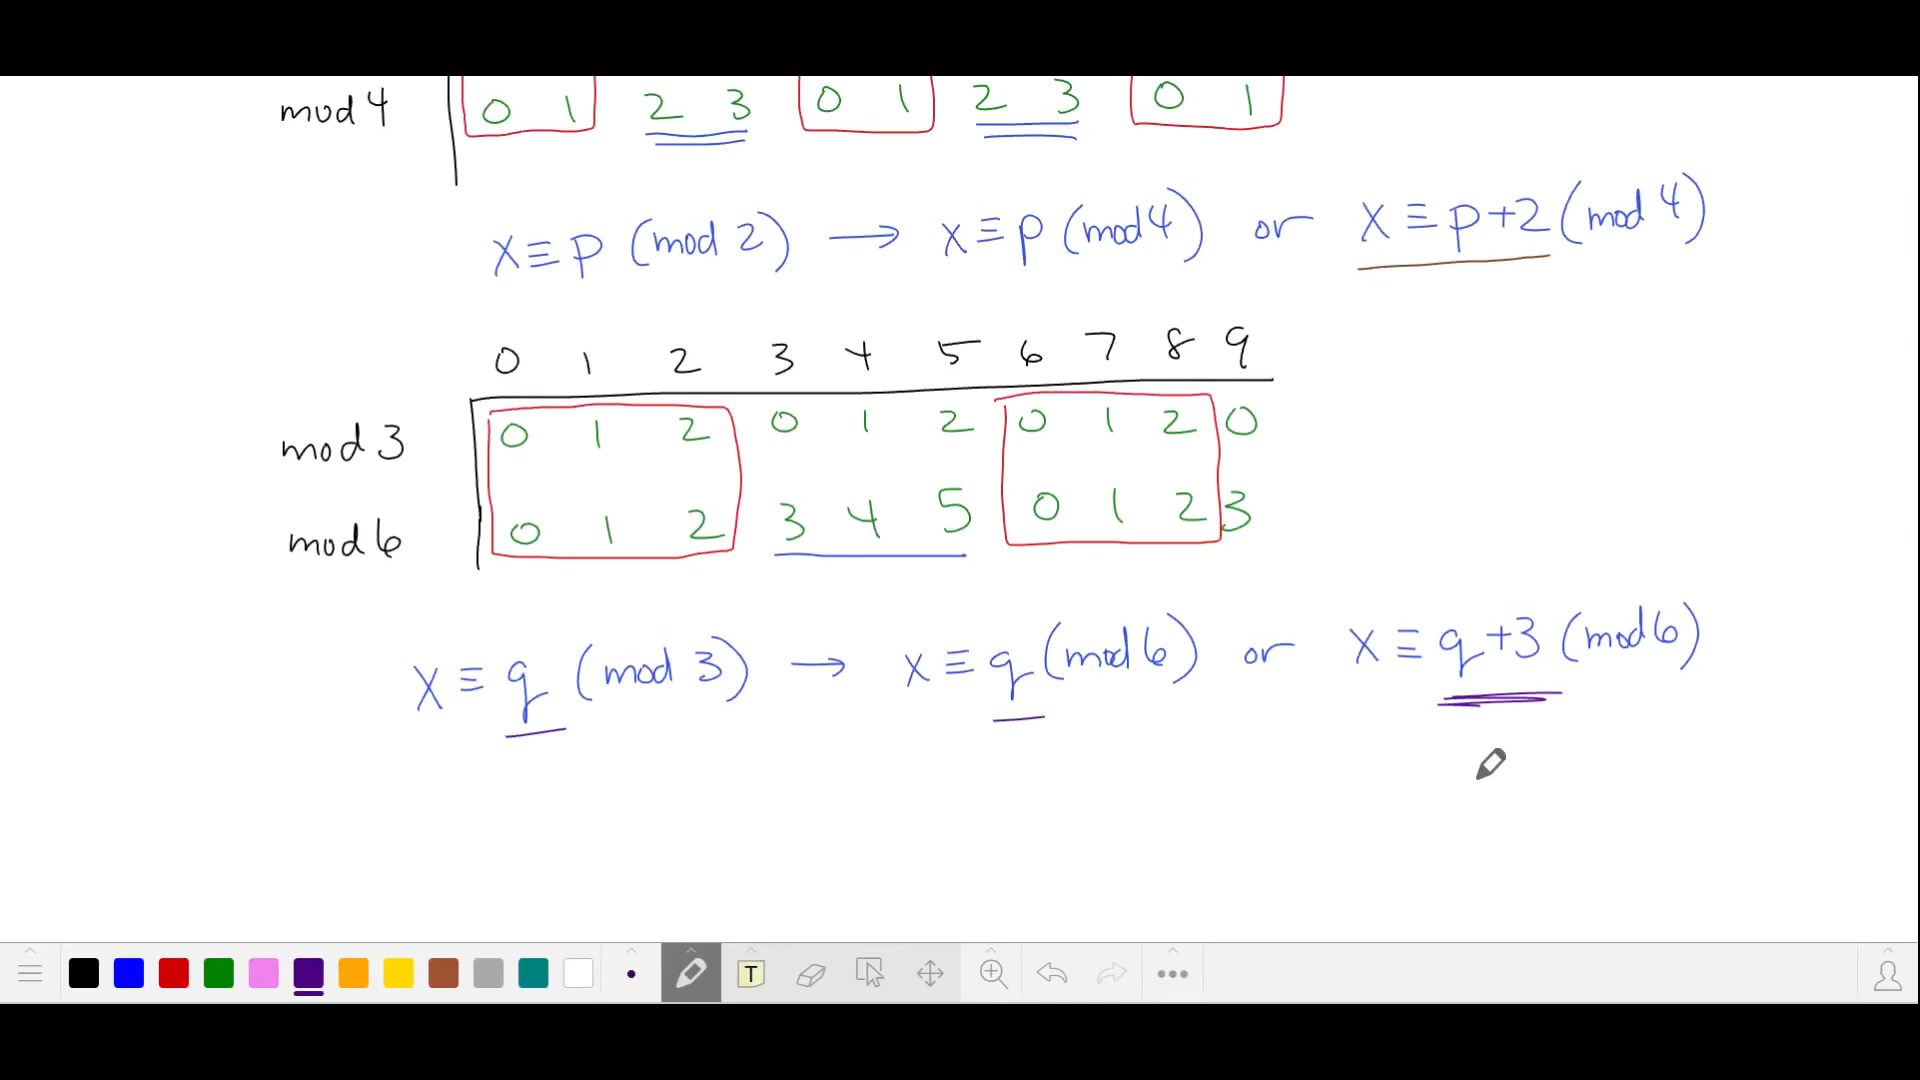 mod 4 0 1 2 3 0 1 2 3 0 1
x ≡ p (mod 2) → x ≡ p (mod 4) or x ≡ p+2 (mod 4)
0 1 2 3 4 5 6 7 8 9
mod 3 0 1 2 0 1 2 0 1 2 0
mod 6 0 1 2 3 4 5 0 1 2 3
x ≡ q (mod 3) → x ≡ q (mod 6) or x ≡ q+3 (mod 6)
T